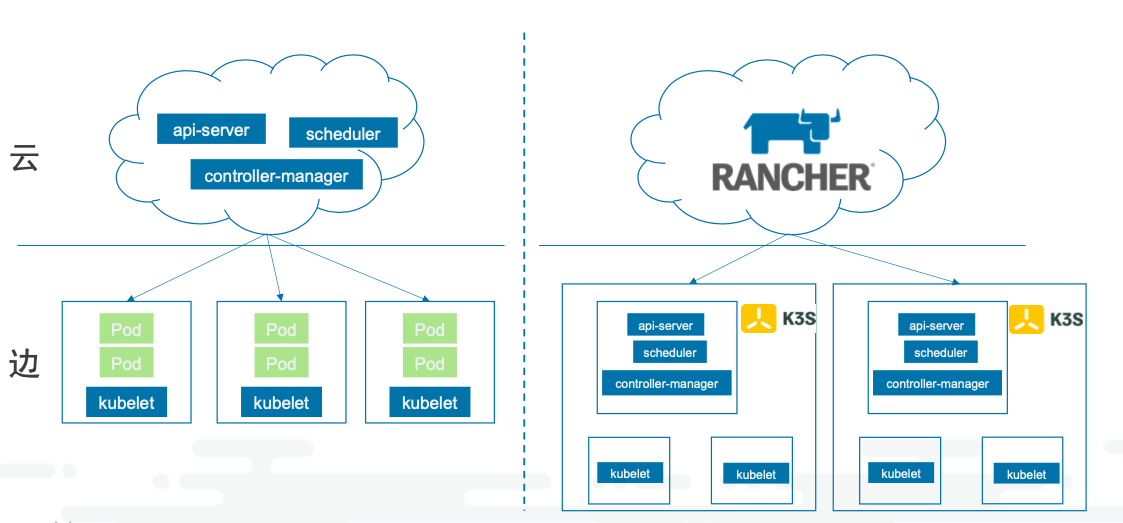 云
api-server
scheduler
controller-manager
RANCHER®
边
Pod
Pod
kubelet
Pod
Pod
kubelet
Pod
Pod
kubelet
api-server
scheduler
controller-manager
K3S
kubelet
kubelet
api-server
scheduler
controller-manager
K3S
kubelet
kubelet